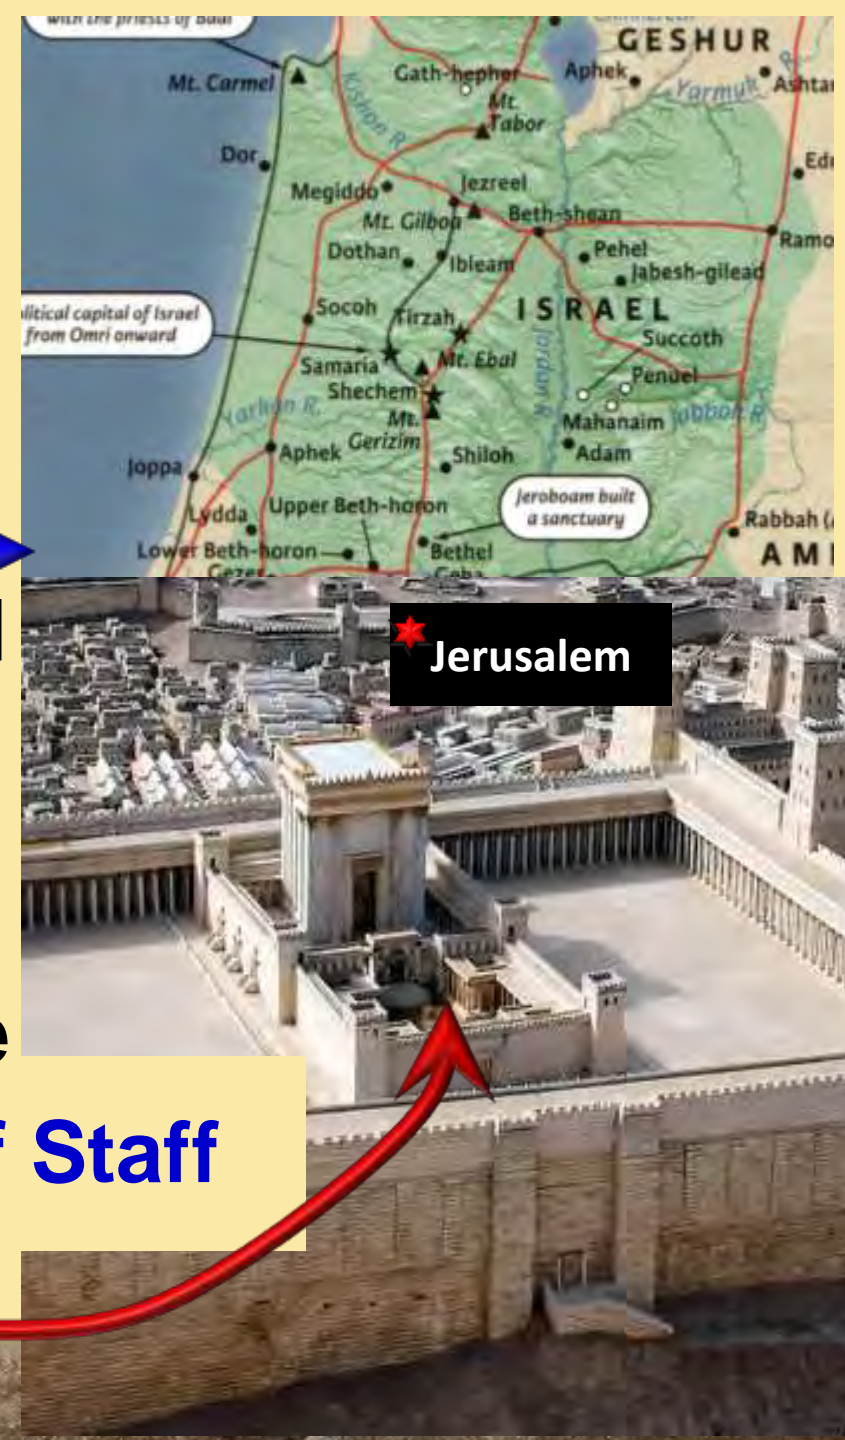 with the priests of Baal
GESHUR
Mt. Carmel
Kishon R.
Gath-hepher
Aphek
Yarmuk R.
Mt.
Tabor
Dor
Megiddo
Jezreel
Mt. Gilboa
Beth-shean
Dothan
Ibleam
Pehel
Jabesh-gilead
litical capital of Israel
from Omri onward
Socoh
Tirzah
ISRAEL
Samaria
Mt. Ebal
Succoth
Shechem
Penuel
Mt.
Gerizim
Jordan R.
Mahanaim
Jabbok R.
Yarkon R.
Joppa
Aphek
Shiloh
Adam
Jeroboam built
a sanctuary
Lydda
Upper Beth-horon
Rabbah
Lower Beth-horon
Bethel
AM
Jerusalem
Staff